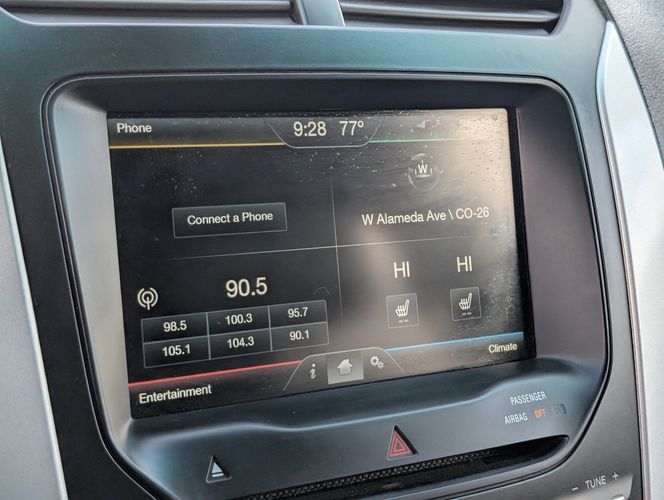 Phone
9:28 77°
Navigation
W
Connect a Phone
W Alameda Ave \ CO-26
90.5
HI HI
98.5 100.3 95.7
105.1 104.3 90.1
i
Entertainment
Climate
PASSENGER
AIRBAG OFF
- TUNE +